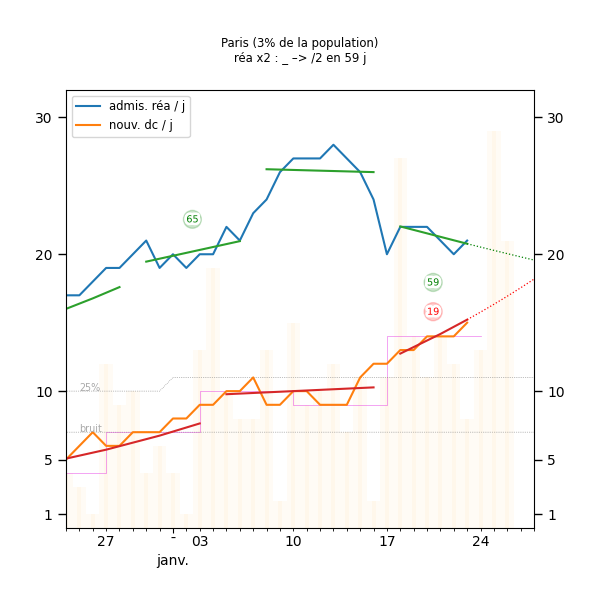 Paris (3% de la population)
réa x2 : _ –> /2 en 59 j
admis. réa / j
nouv. dc / j
30 30
65
20 20
59
19
25%
10 10
bruit
5 5
1 1
27 - 03 10 17 24
janv.